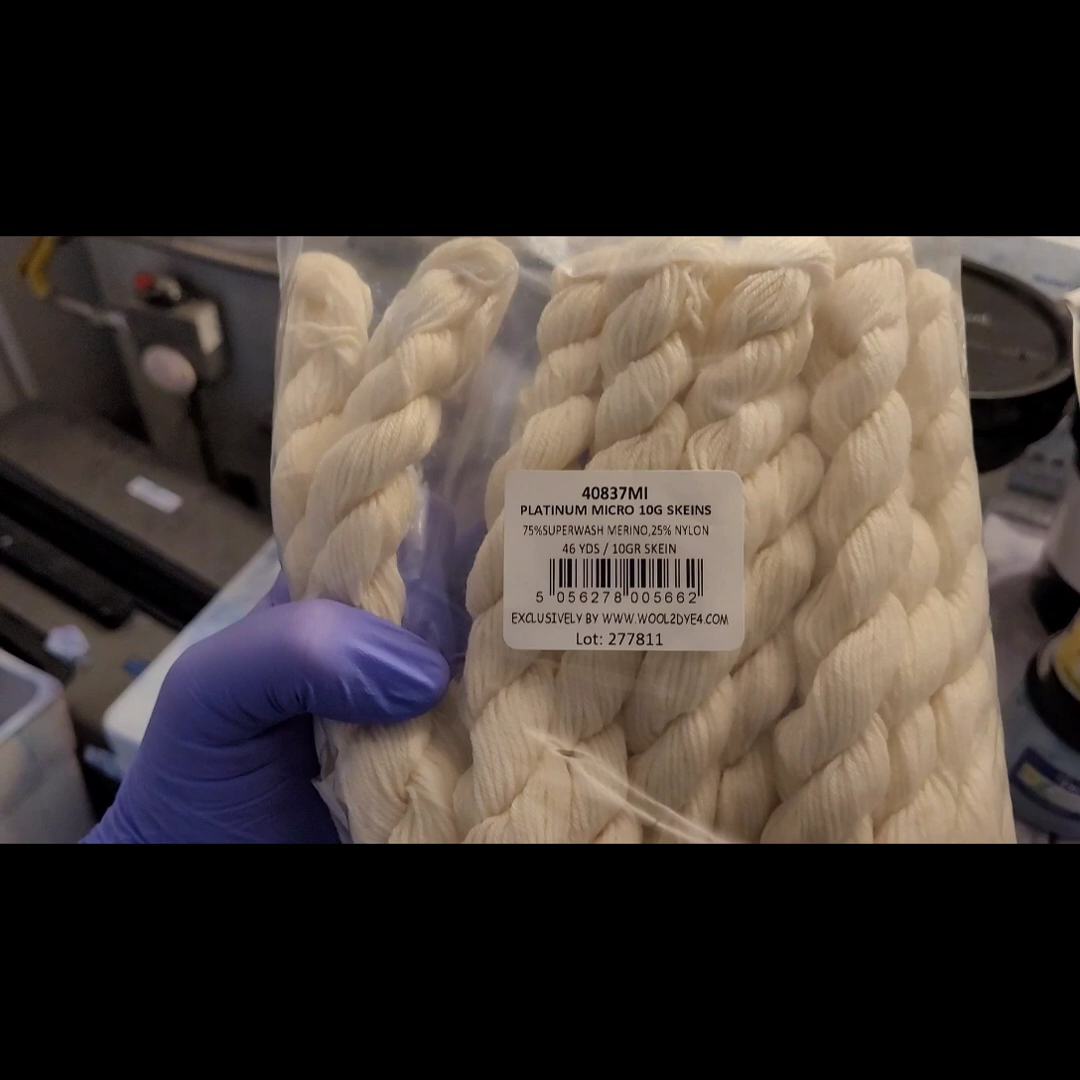 40837MI
PLATINUM MICRO 10G SKEINS
75%SUPERWASH MERINO,25% NYLON
46 YDS / 10GR SKEIN
5 056278 005662
EXCLUSIVELY BY WWW.WOOL2DYE4.COM
Lot: 277811